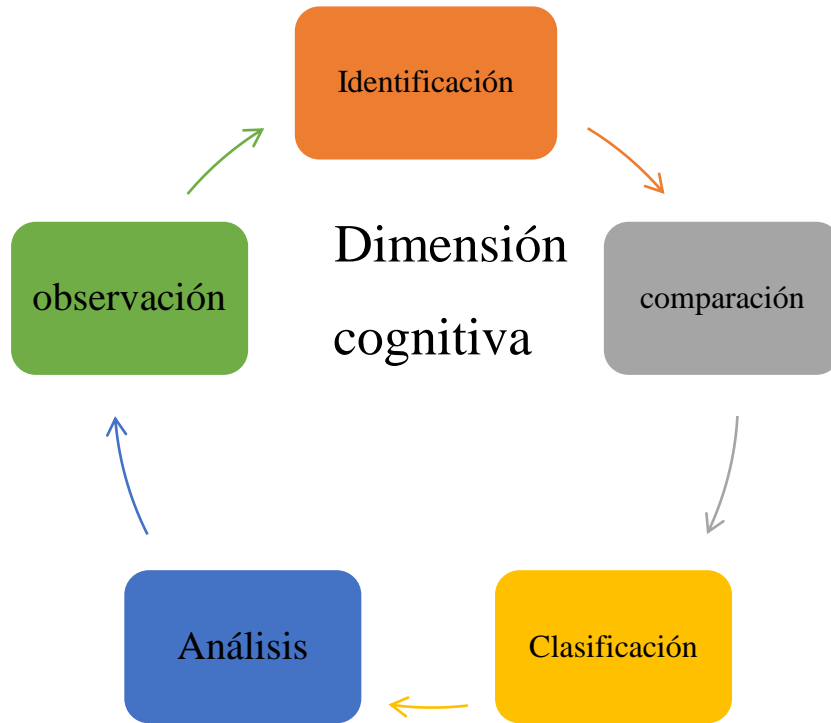 Identificación
Dimensión
cognitiva
observación
comparación
Análisis
Clasificación